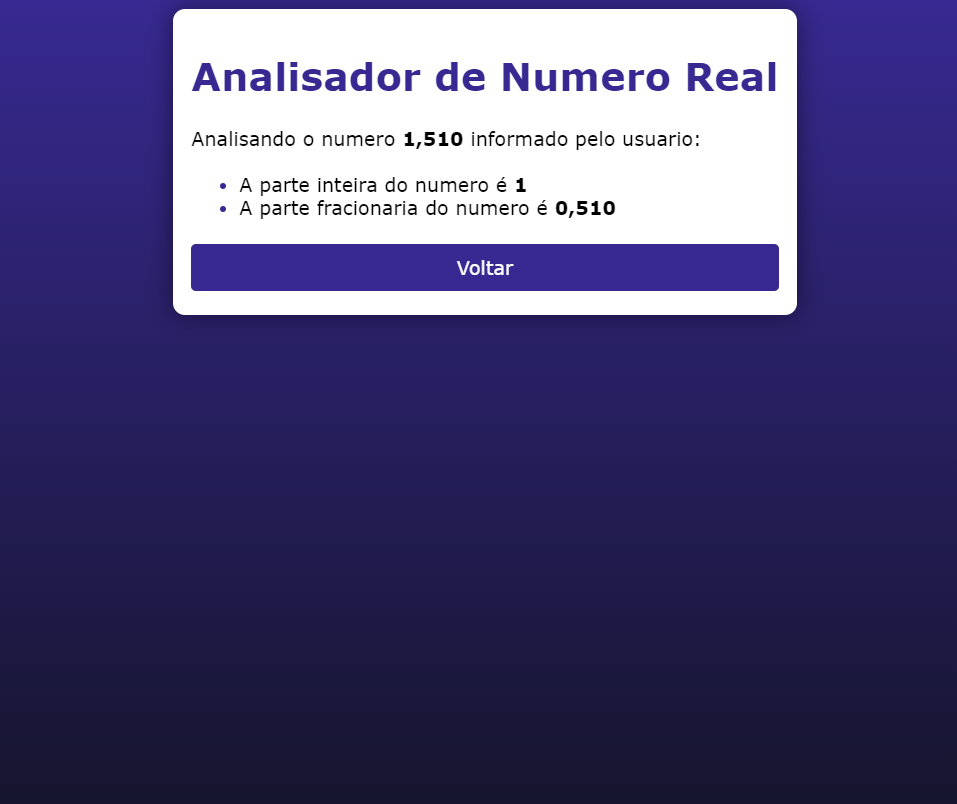 Analisador de Numero Real
Analisando o numero 1,510 informado pelo usuario:
A parte inteira do numero é 1
A parte fracionaria do numero é 0,510
Voltar